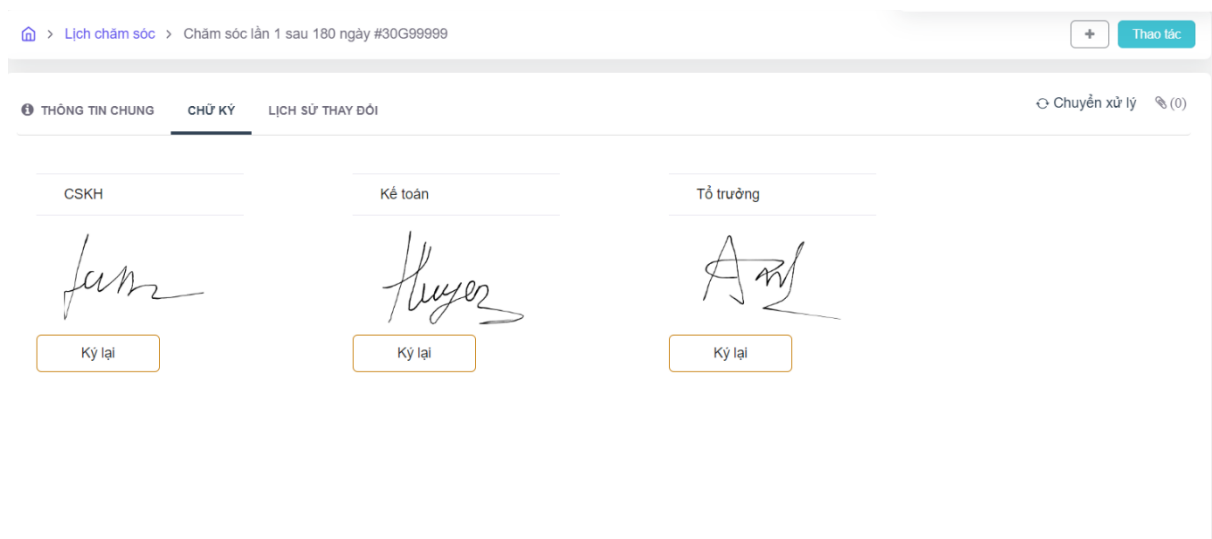 > Lịch chăm sóc > Chăm sóc lần 1 sau 180 ngày #30G99999
+ Thao tác
THÔNG TIN CHUNG CHỮ KÝ LỊCH SỬ THAY ĐỔI
Chuyển xử lý (0)
CSKH Kế toán Tổ trưởng
Huyen
Ký lại Ký lại Ký lại